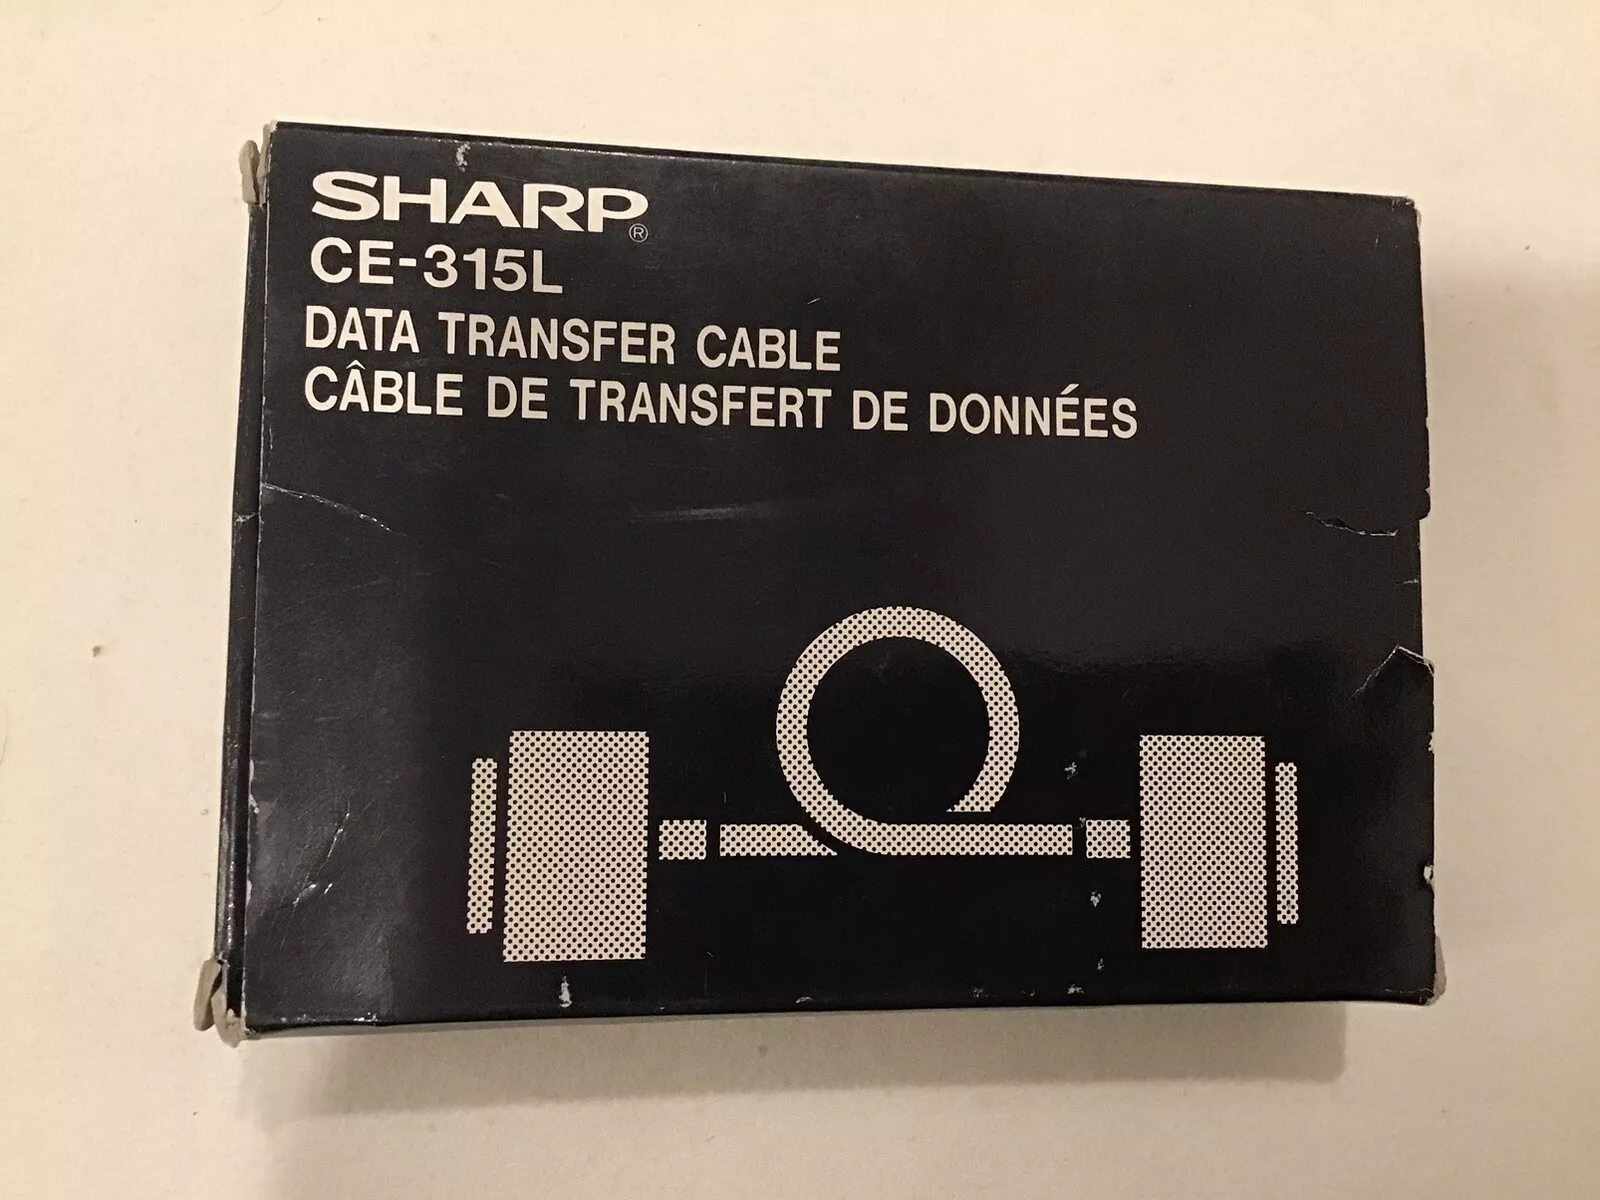 SHARP®
CE-315L
DATA TRANSFER CABLE
CÂBLE DE TRANSFERT DE DONNÉES